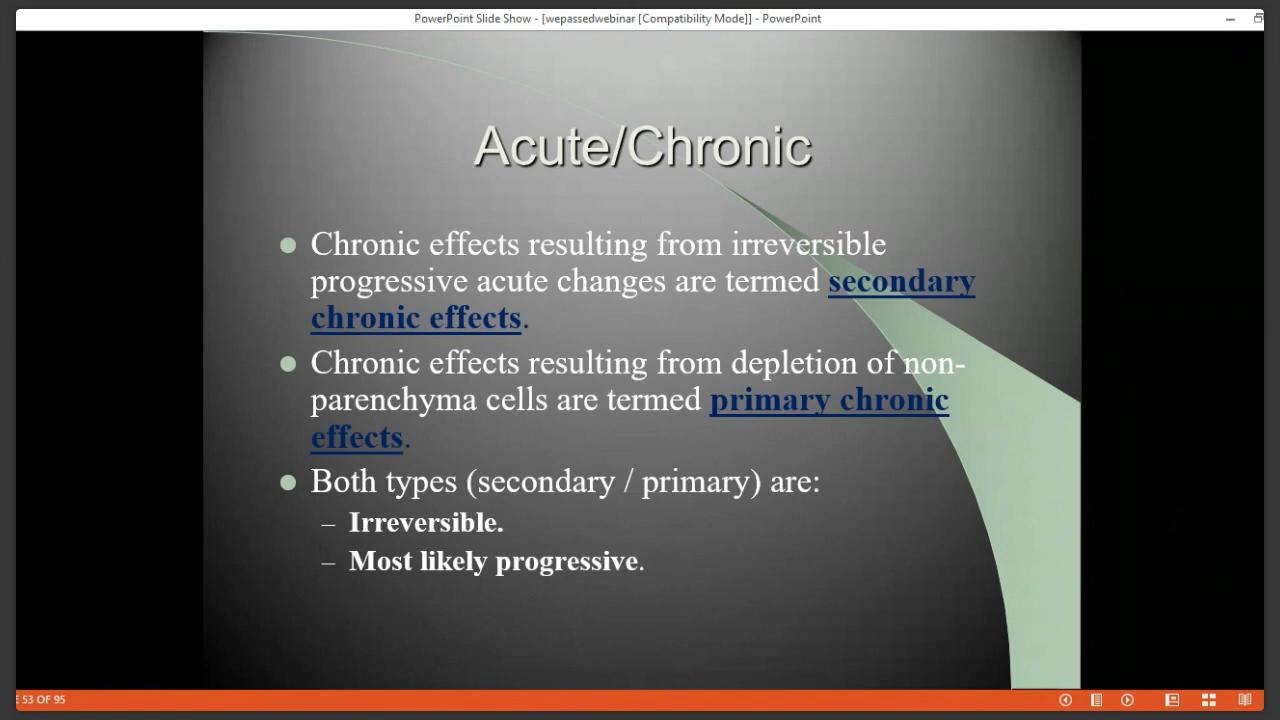 PowerPoint Slide Show - [wepassedwebinar [Compatibility Mode]] - PowerPoint
Acute/Chronic
Chronic effects resulting from irreversible
progressive acute changes are termed secondary
chronic effects.
Chronic effects resulting from depletion of non-
parenchyma cells are termed primary chronic
effects.
Both types (secondary / primary) are:
– Irreversible.
– Most likely progressive.
E 53 OF 95